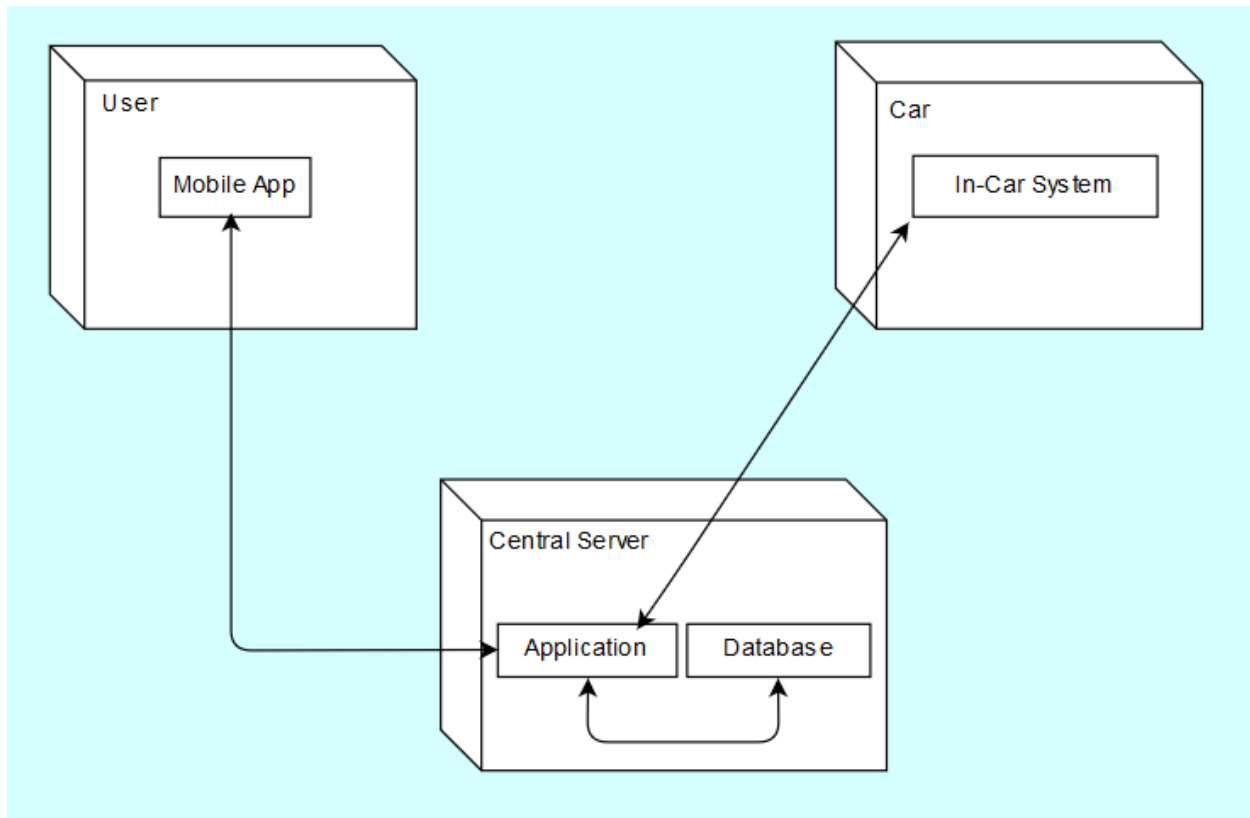 User
Mobile App
Car
In-Car System
Central Server
Application
Database